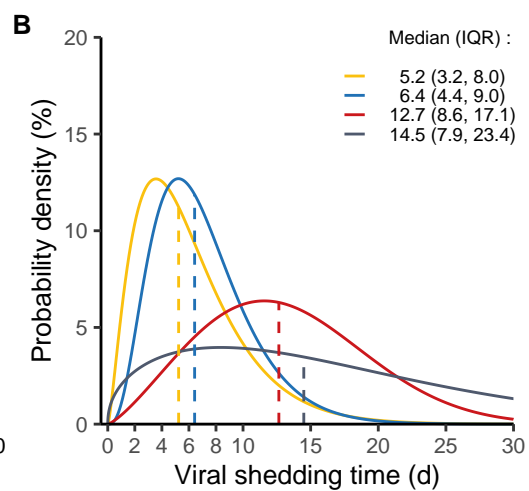 B
Median (IQR) :
5.2 (3.2, 8.0)
6.4 (4.4, 9.0)
12.7 (8.6, 17.1)
14.5 (7.9, 23.4)
Probability density (%)
20
15
10
5
0
0
0 2 4 6 8 10 15 20 25 30
Viral shedding time (d)